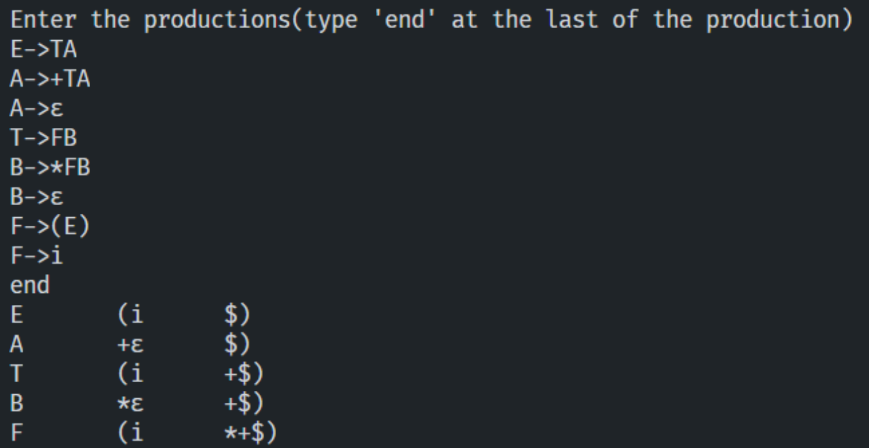 Enter the productions(type 'end' at the last of the production)
E->TA
A->+TA
A->ε
T->FB
B->*FB
B->ε
F->(E)
F->i
end
E (i $)
A +ε $)
T (i +$)
B *ε +$)
F (i *+$)